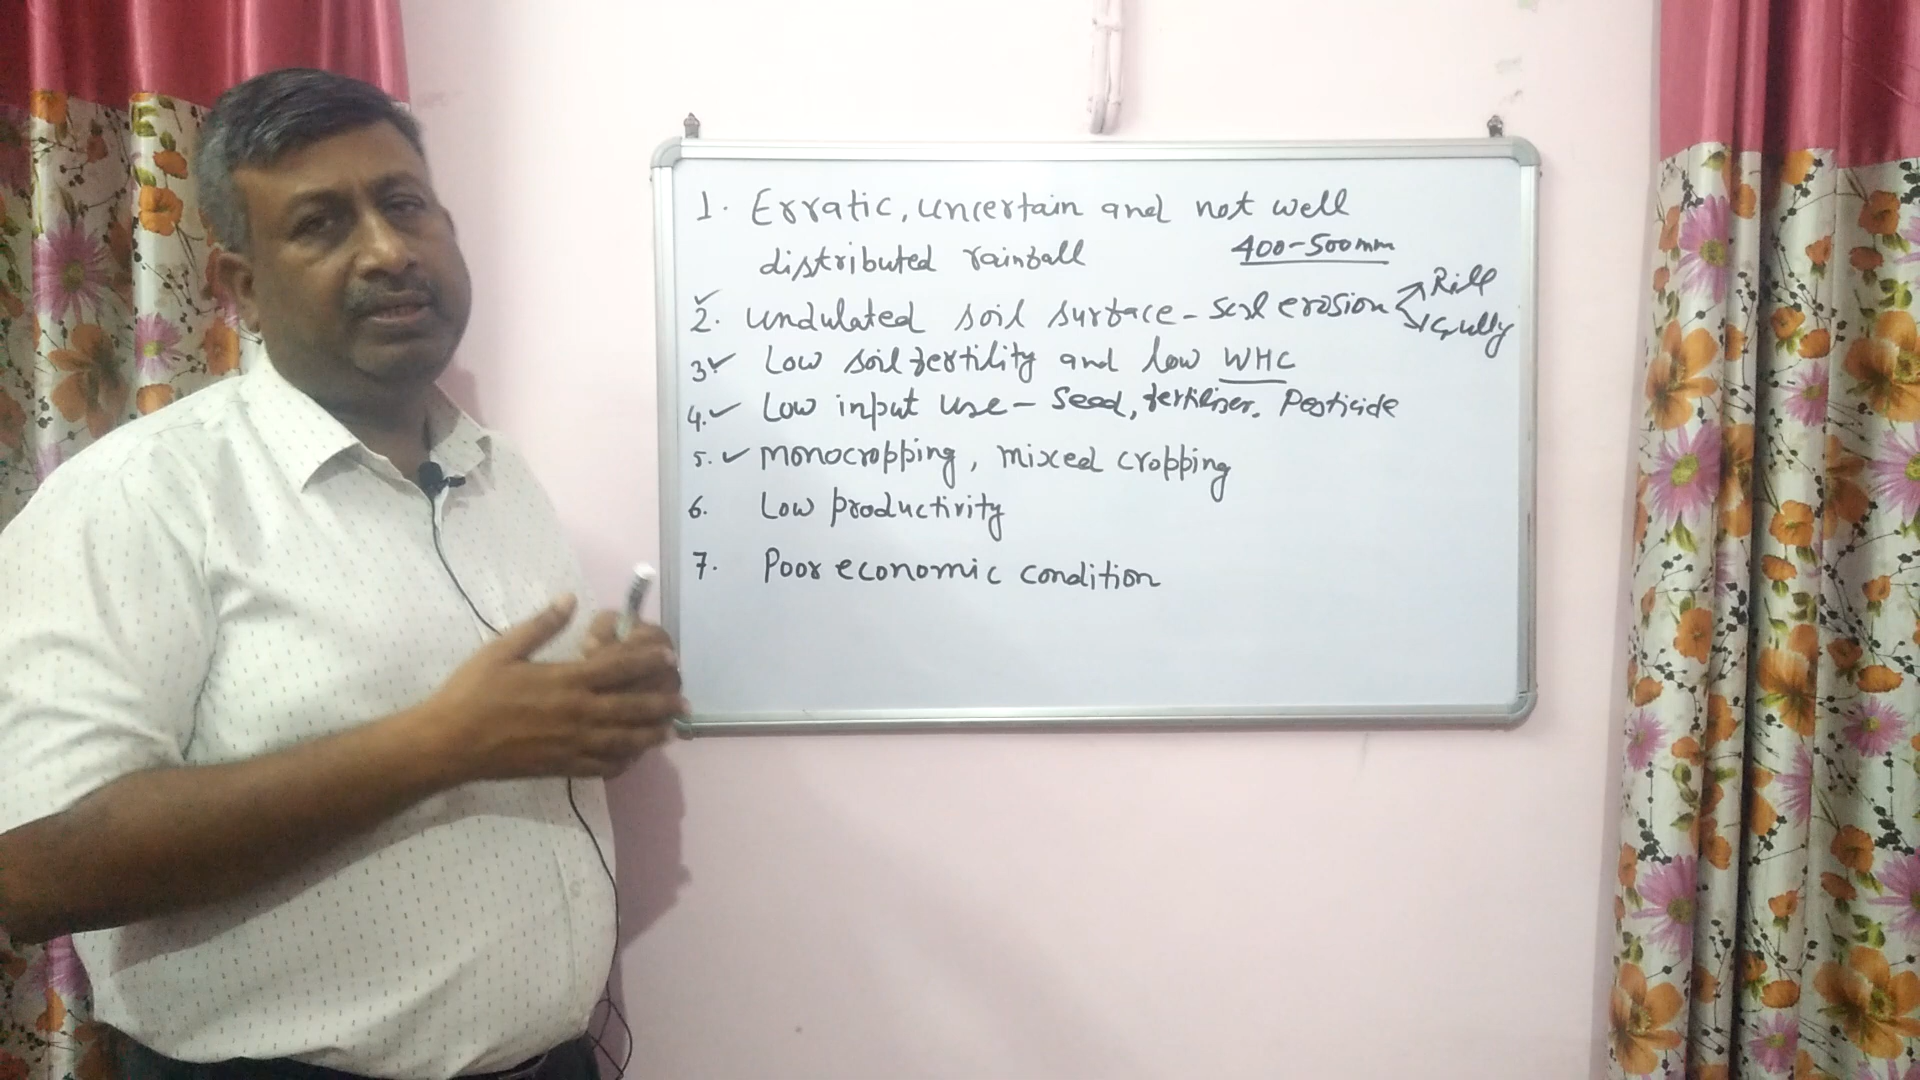 1. Erratic, uncertain and not well
distributed rainfall 400-500mm
2. Undulated soil surface - soil erosion Rill
Gully
3 Low soil fertility and low WHC
4. Low input use - Seed, fertiliser. Pesticide
5. monocropping, mixed cropping
6. Low productivity
7. Poor economic condition